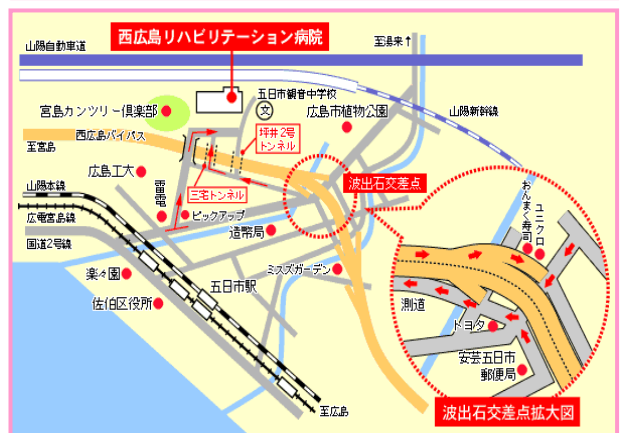 西広島リハビリテーション病院
山陽自動車道
至湯来↑
五日市観音中学校
文
宮島カンツリー倶楽部
広島市植物公園
山陽新幹線
西広島バイパス
坪井2号
トンネル
至宮島
広島工大
波出石交差点
山陽本線
三宅トンネル
雷電
ピックアップ
広電宮島線
造幣局
国道2号線
ユニクロ
おんまく寿司
楽々園
五日市駅
ミスズガーデン
測道
佐伯区役所
トヨタ
安芸五日市
郵便局
至広島
波出石交差点拡大図